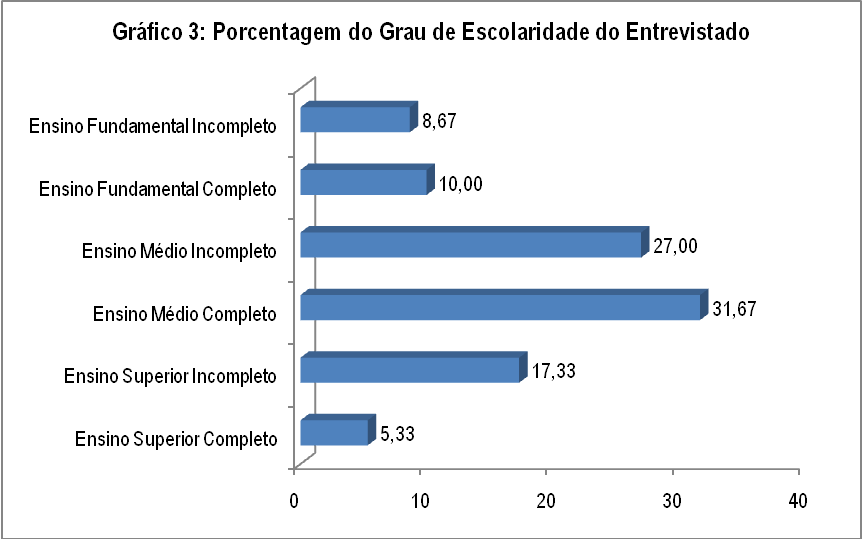 Gráfico 3: Porcentagem do Grau de Escolaridade do Entrevistado
Ensino Fundamental Incompleto 8,67
Ensino Fundamental Completo 10,00
Ensino Médio Incompleto 27,00
Ensino Médio Completo 31,67
Ensino Superior Incompleto 17,33
Ensino Superior Completo 5,33
0 10 20 30 40